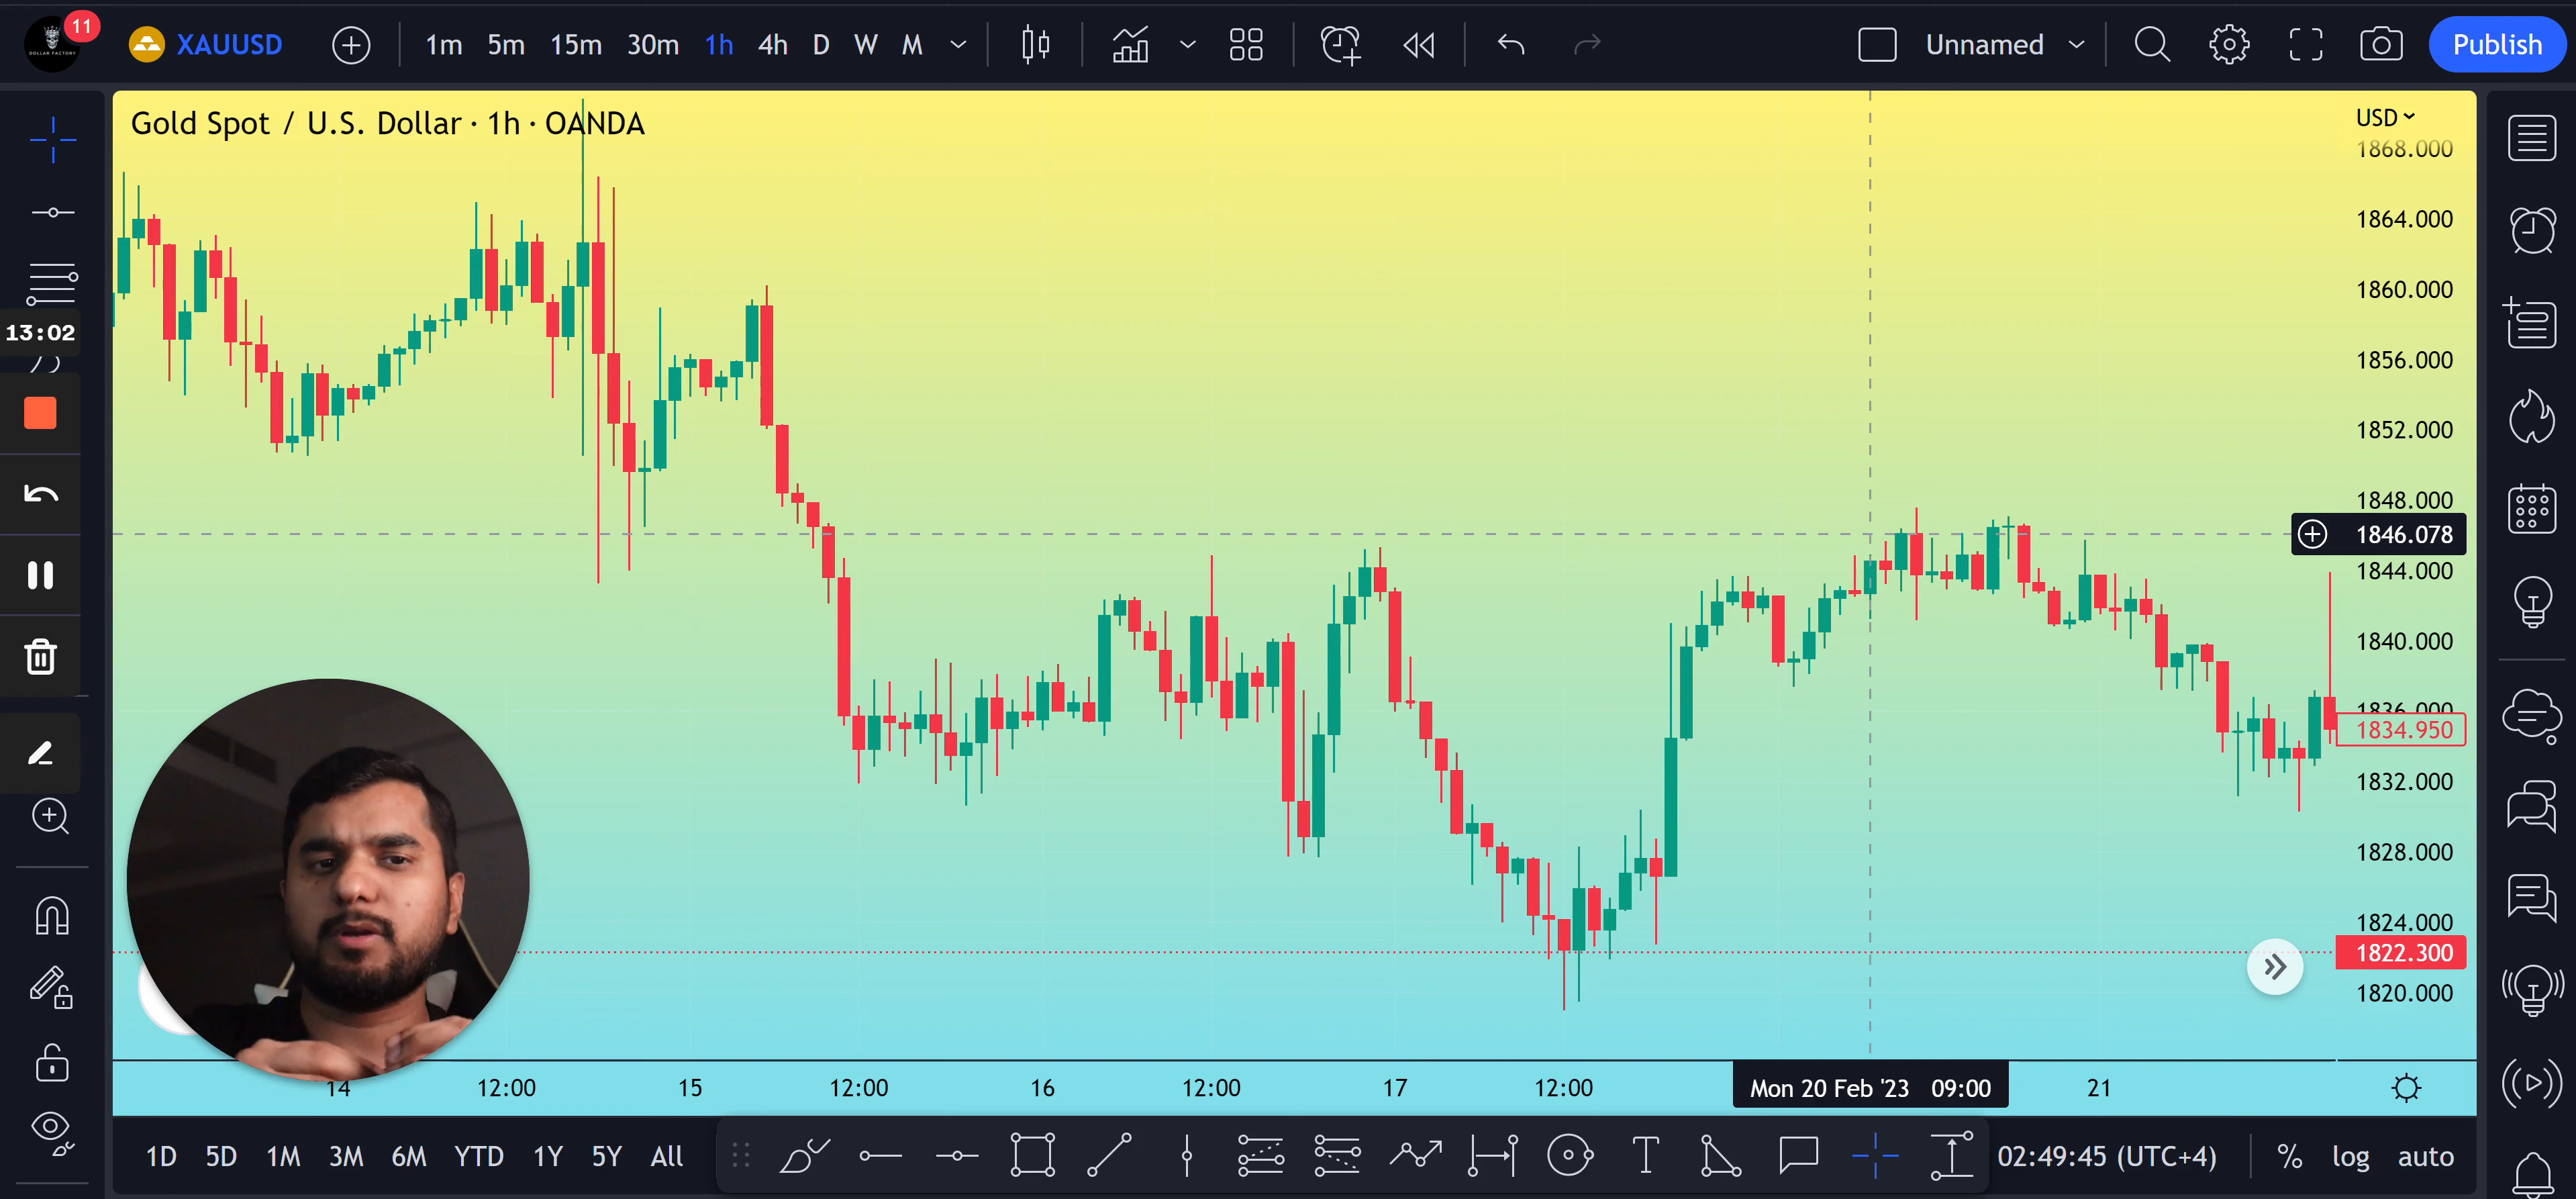 11
DOLLAR FACTORY
XAUUSD
1m 5m 15m 30m 1h 4h D W M
Unnamed
Publish
Gold Spot / U.S. Dollar · 1h · OANDA
USD
1868.000
1864.000
1860.000
1856.000
1852.000
1848.000
1846.078
1844.000
1840.000
1836.000
1834.950
1832.000
1828.000
1824.000
1822.300
1820.000
13:02
14 12:00 15 12:00 16 12:00 17 12:00 Mon 20 Feb '23 09:00 21
1D 5D 1M 3M 6M YTD 1Y 5Y All
T
02:49:45 (UTC+4) % log auto